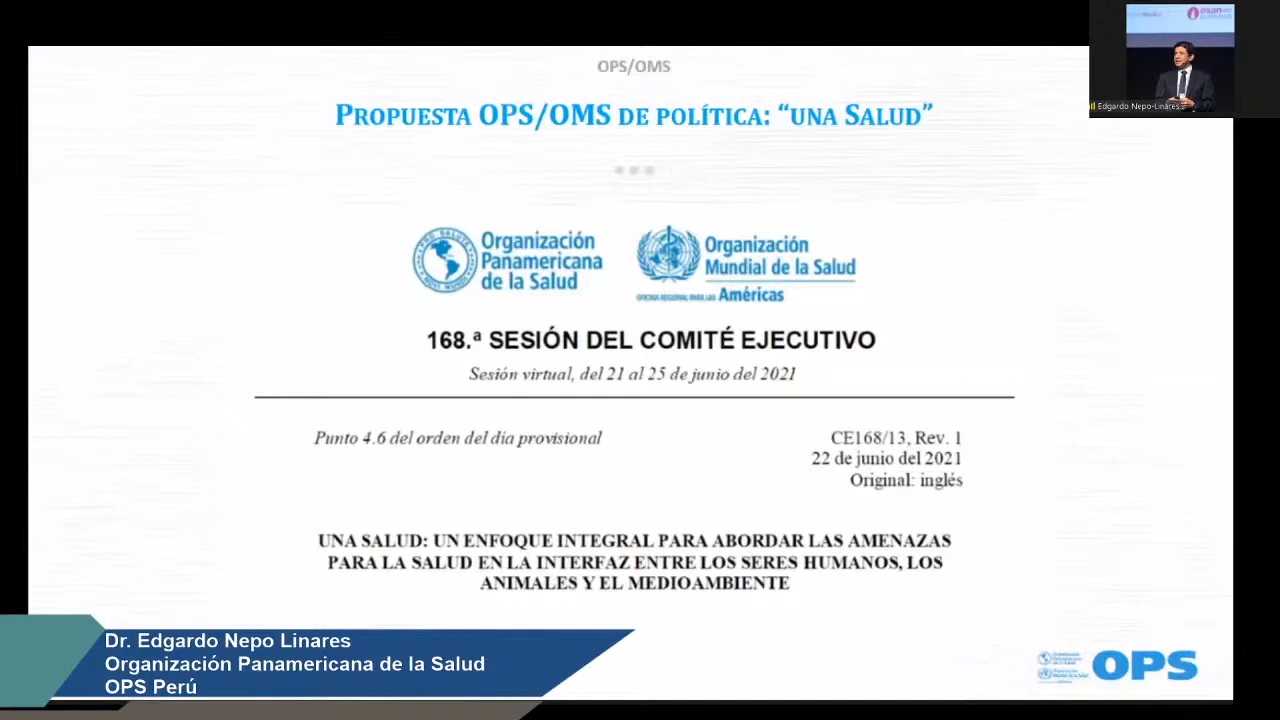 OPS/OMS
PROPUESTA OPS/OMS DE POLÍTICA: “UNA SALUD”
Edgardo Nepo-Linares
Organización
Panamericana
de la Salud
Organización
Mundial de la Salud
OFICINA REGIONAL PARA LAS Américas
168.ª SESIÓN DEL COMITÉ EJECUTIVO
Sesión virtual, del 21 al 25 de junio del 2021
Punto 4.6 del orden del día provisional
CE168/13, Rev. 1
22 de junio del 2021
Original: inglés
UNA SALUD: UN ENFOQUE INTEGRAL PARA ABORDAR LAS AMENAZAS
PARA LA SALUD EN LA INTERFAZ ENTRE LOS SERES HUMANOS, LOS
ANIMALES Y EL MEDIOAMBIENTE
Dr. Edgardo Nepo Linares
Organización Panamericana de la Salud
OPS Perú
OPS